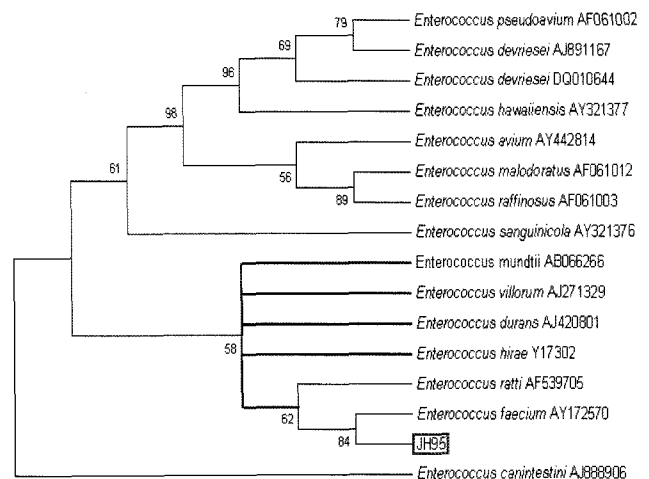 79
Enterococcus pseudoavium AF061002
Enterococcus devriesei AJ891167
69
Enterococcus devriesei DQ010644
96
Enterococcus hawaiiensis AY321377
98
Enterococcus avium AY442814
56
Enterococcus malodoratus AF061012
89
Enterococcus raffinosus AF061003
61
Enterococcus sanguinicola AY321376
Enterococcus mundtii AB066266
Enterococcus villorum AJ271329
Enterococcus durans AJ420801
58
Enterococcus hirae Y17302
Enterococcus ratti AF539705
62
Enterococcus faecium AY172570
84
JH95
Enterococcus canintestini AJ888906